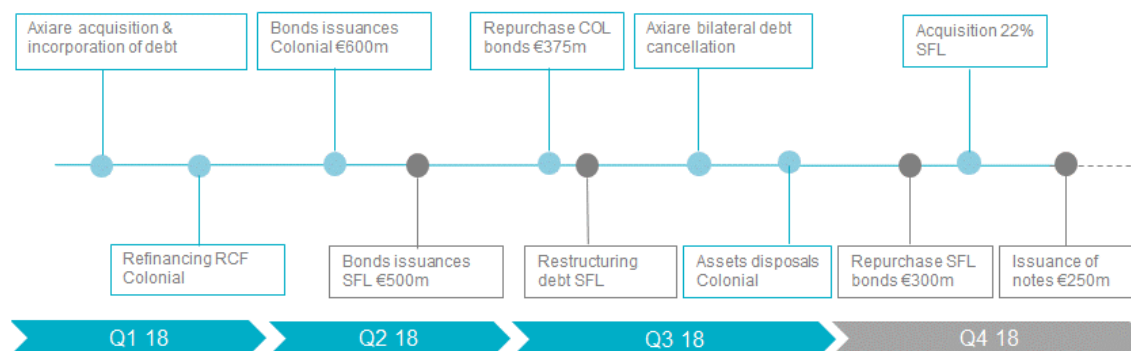 Axiare acquisition &
incorporation of debt
Bonds issuances
Colonial €600m
Repurchase COL
bonds €375m
Axiare bilateral debt
cancellation
Acquisition 22%
SFL
Refinancing RCF
Colonial
Bonds issuances
SFL €500m
Restructuring
debt SFL
Assets disposals
Colonial
Repurchase SFL
bonds €300m
Issuance of
notes €250m
Q1 18
Q2 18
Q3 18
Q4 18